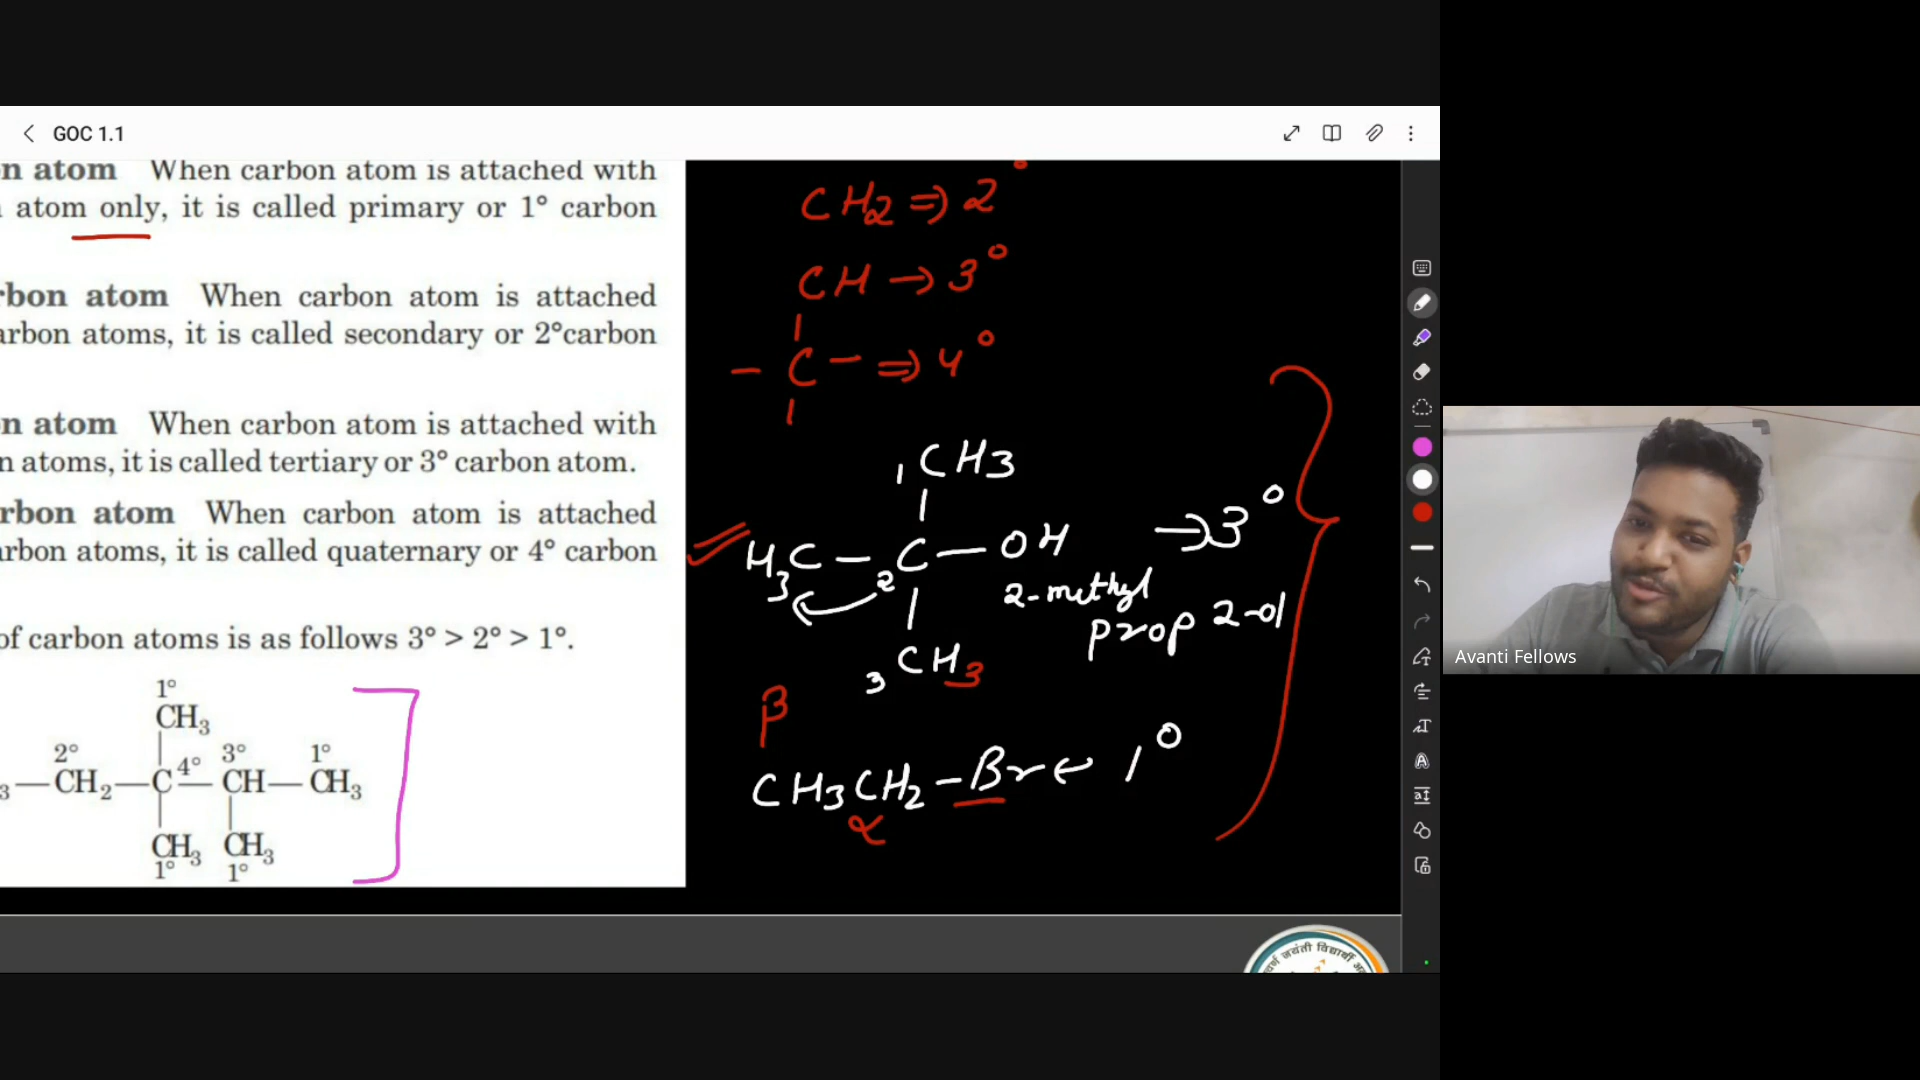 GOC 1.1
n atom When carbon atom is attached with
atom only, it is called primary or 1° carbon
rbon atom When carbon atom is attached
arbon atoms, it is called secondary or 2°carbon
n atom When carbon atom is attached with
n atoms, it is called tertiary or 3° carbon atom.
rbon atom When carbon atom is attached
arbon atoms, it is called quaternary or 4° carbon
of carbon atoms is as follows 3° > 2° > 1°.
1°
CH₃
2° 4° 3° 1°
₃—CH₂—C—CH—CH₃
CH₃ CH₃
1° 1°
CH₂ ⇒ 2°
CH → 3°
– C – ⇒ 4°
1 CH3
H3C – 2 C – OH → 3°
2-methyl
prop 2-ol
3 CH3
β
CH3CH2 – Br ← 1°
α
Avanti Fellows